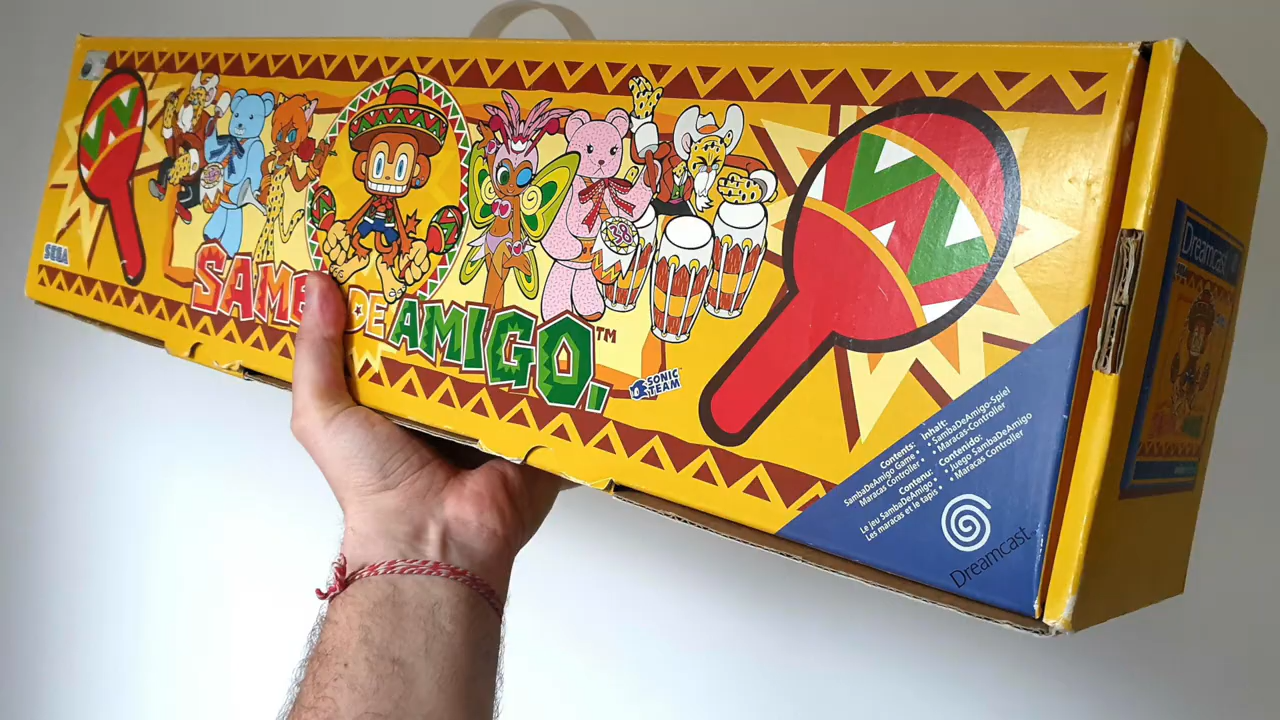 SEGA
SAMBA DE AMIGO.™
SONIC
TEAM
Contents:
SambaDeAmigo Game •
Maracas Controller •
Inhalt:
• SambaDeAmigo-Spiel
• Maracas-Controller
Contenu:
Le jeu SambaDeAmigo •
Les maracas et le tapis •
Contenido:
• Juego SambaDeAmigo
• Maracas Controller
Dreamcast
Dreamcast